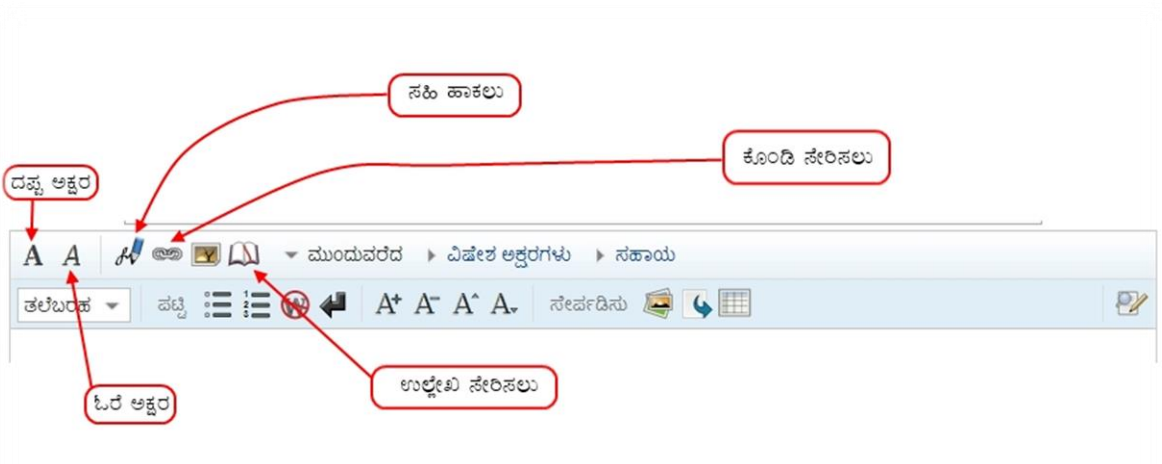 ಸಹಿ ಹಾಕಲು
ಕೊಂಡಿ ಸೇರಿಸಲು
ದಪ್ಪ ಅಕ್ಷರ
A A ಮುಂದುವರೆದ ವಿಷೇಶ ಅಕ್ಷರಗಳು ಸಹಾಯ
ತಲೆಬರಹ ಪಟ್ಟಿ A+ A- A^ A ಸೇರ್ಪಡಿಸು
ಉಲ್ಲೇಖ ಸೇರಿಸಲು
ಓರೆ ಅಕ್ಷರ